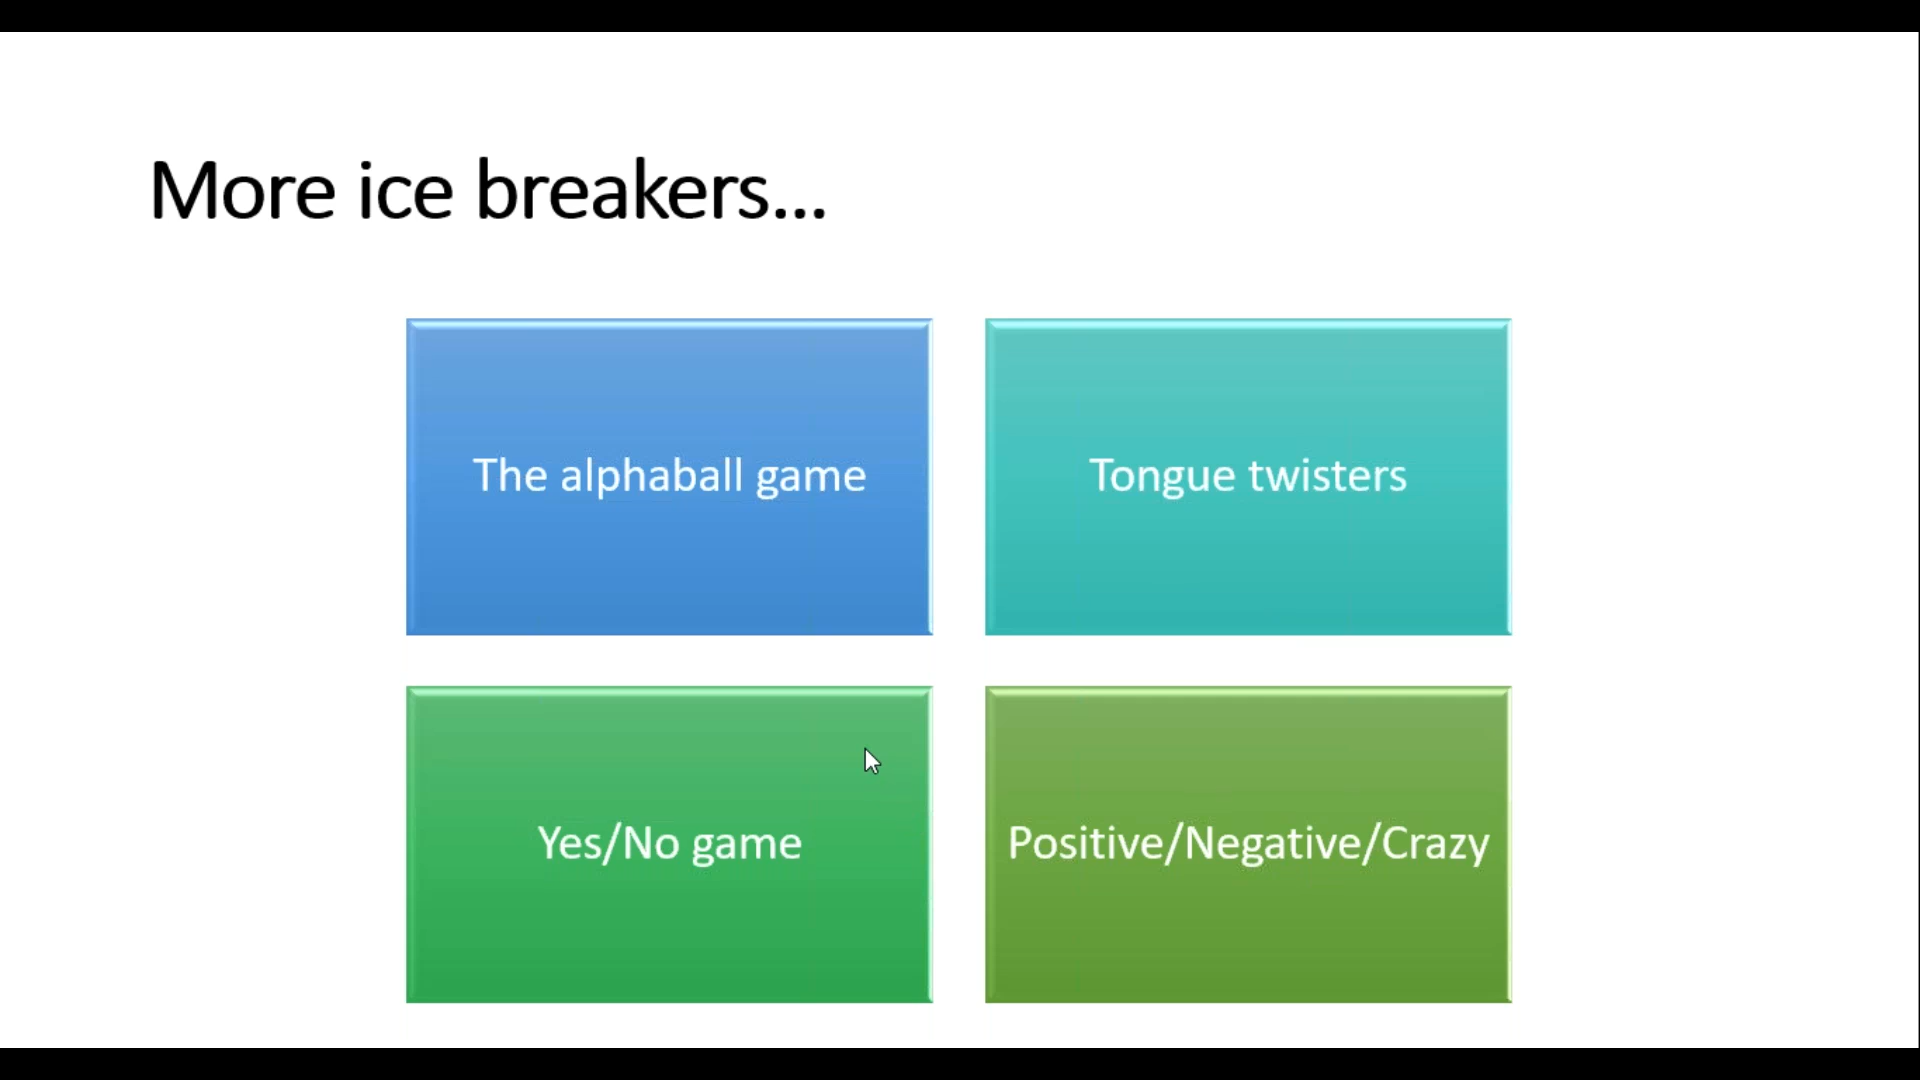 More ice breakers...
The alphaball game
Tongue twisters
Yes/No game
Positive/Negative/Crazy